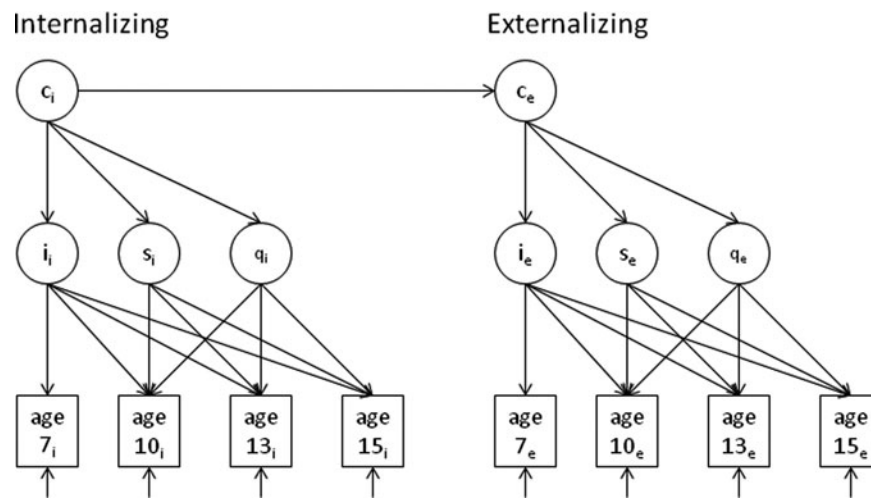 Internalizing Externalizing
cᵢ cₑ
iᵢ sᵢ qᵢ iₑ sₑ qₑ
age age age age age age age age
7ᵢ 10ᵢ 13ᵢ 15ᵢ 7ₑ 10ₑ 13ₑ 15ₑ